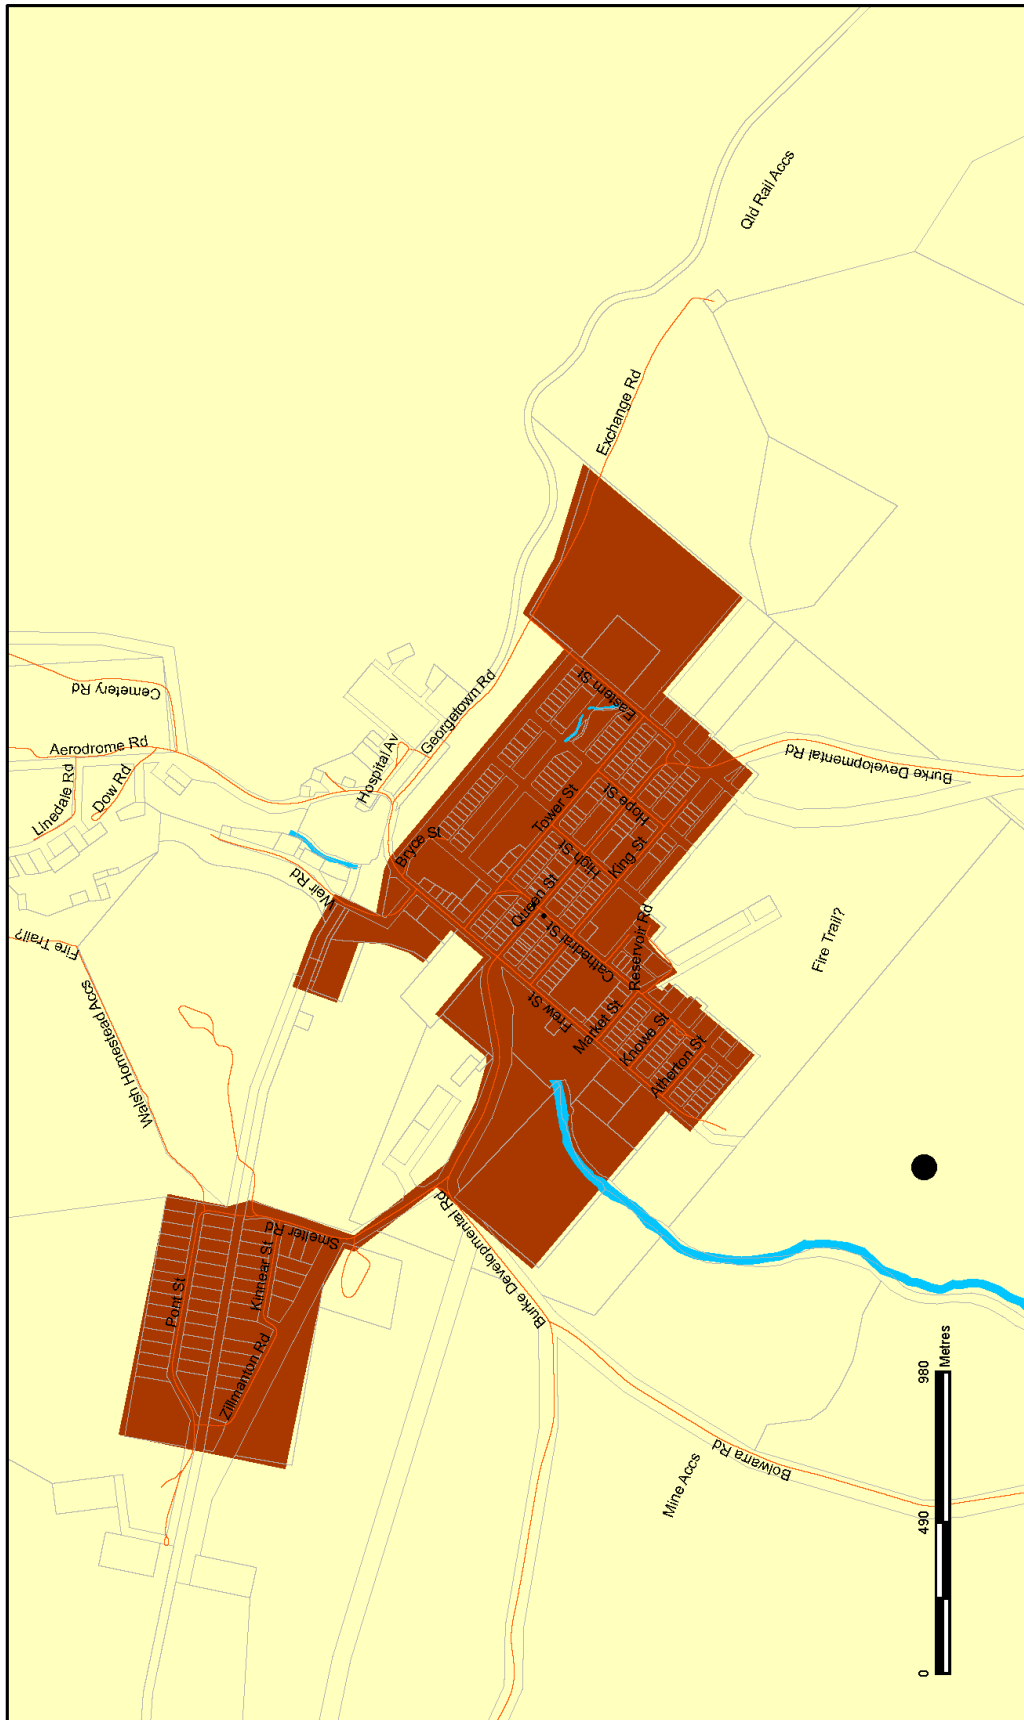 Qld Rail Accs
Exchange Rd
Cemetery Rd
Aerodrome Rd
Linedale Rd
Dow Rd
Hospital Av
Georgetown Rd
Eastern St
Burke Developmental Rd
Tower St
Hope St
Bryce St
High St
King St
Weir Rd
Queen St
Cathedral St
Reservoir Rd
Fire Trail?
Fire Trail?
Walsh Homestead Accs
Frew St
Market St
Knowe St
Atherton St
Smelter Rd
Kinnear St
Pont St
Zillmanton Rd
Burke Developmental Rd
Bolwarra Rd
Mine Accs
0 490 980
Metres